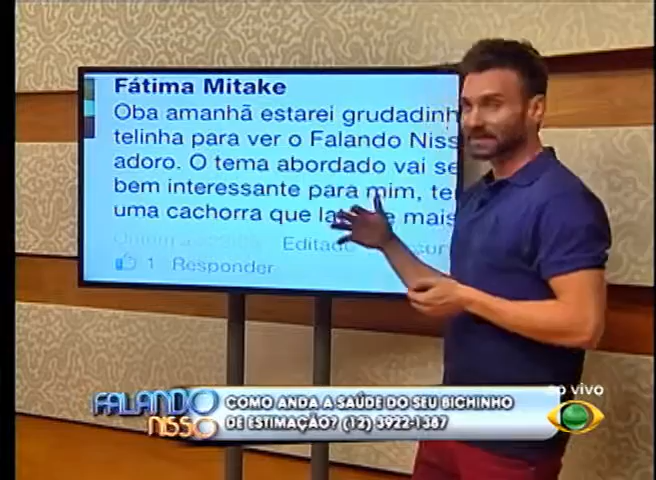 Fátima Mitake
Oba amanhã estarei grudadinh
telinha para ver o Falando Niss
adoro. O tema abordado vai se
bem interessante para mim, te
uma cachorra que la e mais
Editado
1 Responder
FALANDO
NISSO
COMO ANDA A SAÚDE DO SEU BICHINHO
DE ESTIMAÇÃO? (12) 3922-1387
ao vivo